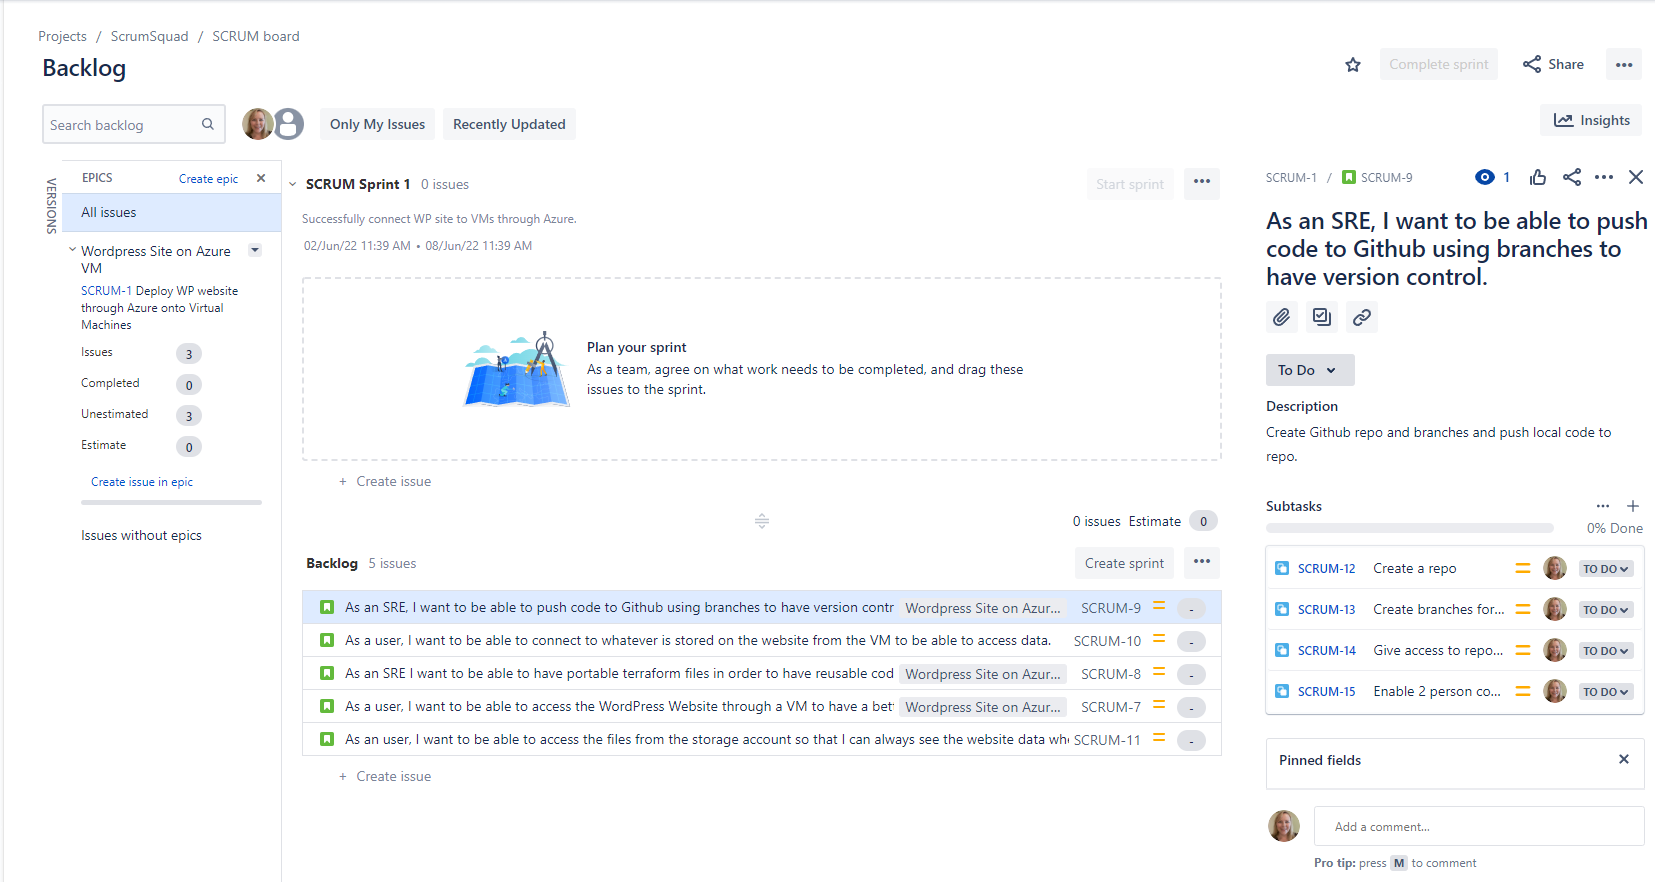 Projects / ScrumSquad / SCRUM board
Backlog
Complete sprint
Share
Search backlog
Only My Issues
Recently Updated
Insights
VERSIONS
EPICS
Create epic
All issues
Wordpress Site on Azure
VM
SCRUM-1 Deploy WP website
through Azure onto Virtual
Machines
Issues 3
Completed 0
Unestimated 3
Estimate 0
Create issue in epic
Issues without epics
SCRUM Sprint 1 0 issues
Start sprint
Successfully connect WP site to VMs through Azure.
02/Jun/22 11:39 AM • 08/Jun/22 11:39 AM
Plan your sprint
As a team, agree on what work needs to be completed, and drag these
issues to the sprint.
+ Create issue
0 issues Estimate 0
Backlog 5 issues
Create sprint
As an SRE, I want to be able to push code to Github using branches to have version contr Wordpress Site on Azur... SCRUM-9 -
As a user, I want to be able to connect to whatever is stored on the website from the VM to be able to access data. SCRUM-10 -
As an SRE I want to be able to have portable terraform files in order to have reusable cod Wordpress Site on Azur... SCRUM-8 -
As a user, I want to be able to access the WordPress Website through a VM to have a bet Wordpress Site on Azur... SCRUM-7 -
As an user, I want to be able to access the files from the storage account so that I can always see the website data whe SCRUM-11 -
+ Create issue
SCRUM-1 / SCRUM-9
1
As an SRE, I want to be able to push
code to Github using branches to
have version control.
To Do
Description
Create Github repo and branches and push local code to
repo.
Subtasks
0% Done
SCRUM-12 Create a repo TO DO
SCRUM-13 Create branches for... TO DO
SCRUM-14 Give access to repo... TO DO
SCRUM-15 Enable 2 person co... TO DO
Pinned fields
Add a comment...
Pro tip: press M to comment